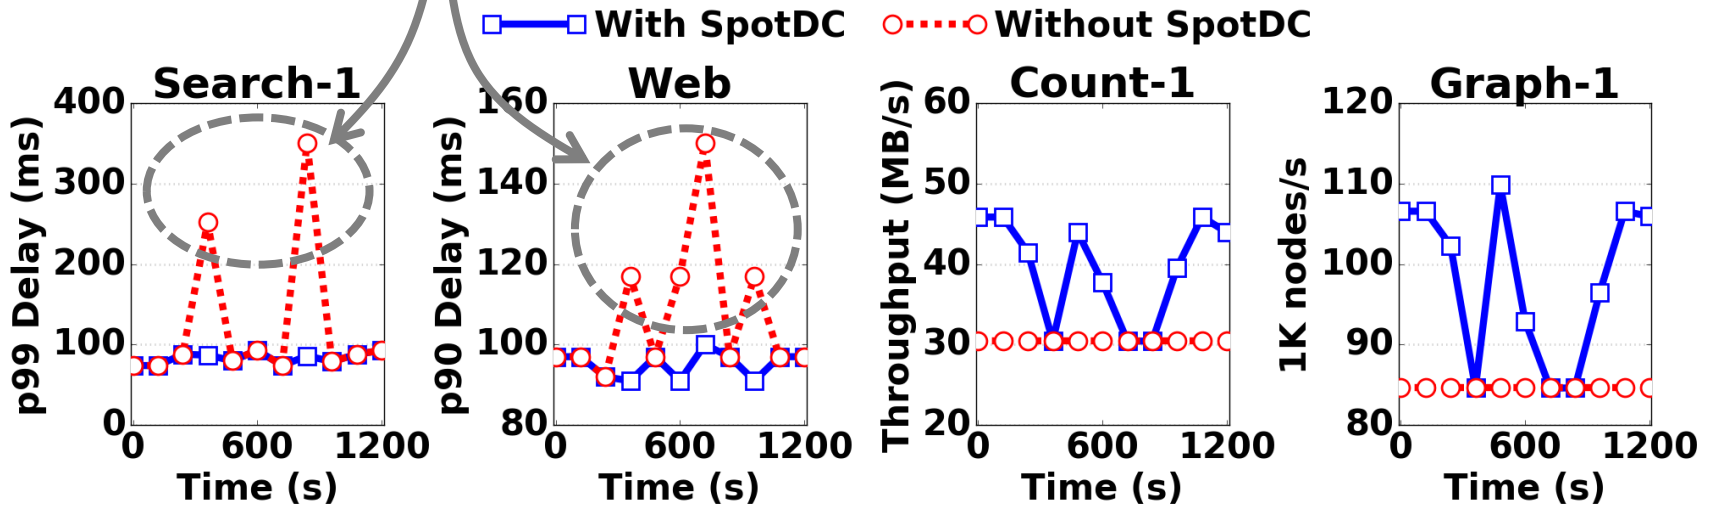 With SpotDC
Without SpotDC
Search-1
p99 Delay (ms)
400
300
200
100
0
0 600 1200
Time (s)
Web
p90 Delay (ms)
160
140
120
100
80
0 600 1200
Time (s)
Count-1
Throughput (MB/s)
60
50
40
30
20
0 600 1200
Time (s)
Graph-1
1K nodes/s
120
110
100
90
80
0 600 1200
Time (s)